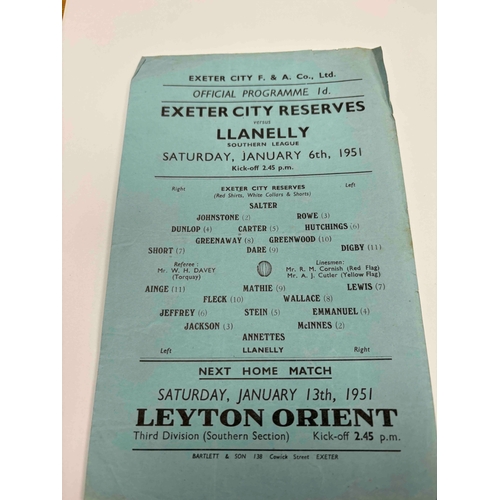 EXETER CITY F. & A. Co., Ltd.
OFFICIAL PROGRAMME 1d.
EXETER CITY RESERVES
versus
LLANELLY
SOUTHERN LEAGUE
SATURDAY, JANUARY 6th, 1951
Kick-off 2.45 p.m.
Right EXETER CITY RESERVES Left
(Red Shirts, White Collars & Shorts)
SALTER
JOHNSTONE (2) ROWE (3)
DUNLOP (4) CARTER (5) HUTCHINGS (6)
GREENAWAY (8) GREENWOOD (10)
SHORT (7) DARE (9) DIGBY (11)
Referee: Linesmen:
Mr. W. H. DAVEY Mr. R. M. Cornish (Red Flag)
(Torquay) Mr. A. J. Cutler (Yellow Flag)
AINGE (11) MATHIE (9) LEWIS (7)
FLECK (10) WALLACE (8)
JEFFREY (6) STEIN (5) EMMANUEL (4)
JACKSON (3) McINNES (2)
ANNETTES
Left LLANELLY Right
NEXT HOME MATCH
SATURDAY, JANUARY 13th, 1951
LEYTON ORIENT
Third Division (Southern Section) Kick-off 2.45 p.m.
BARTLETT & SON 138 Cowick Street EXETER